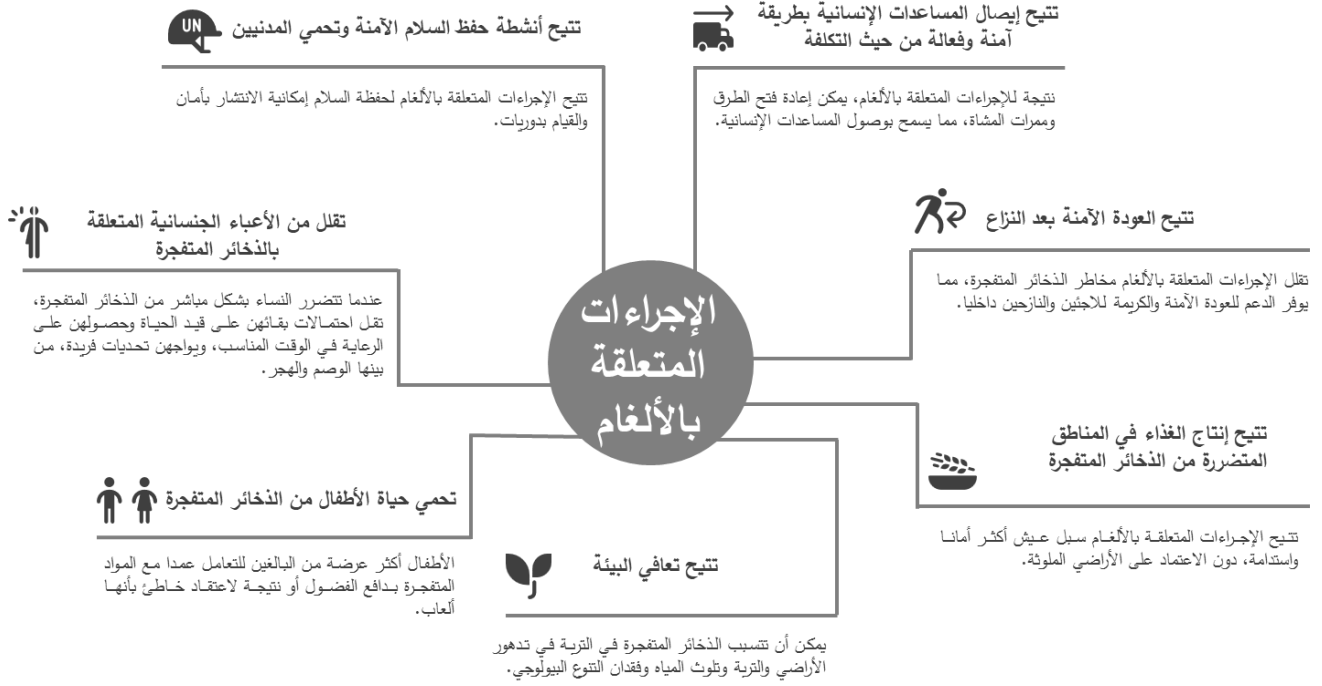 تتيح إيصال المساعدات الإنسانية بطريقة
آمنة وفعالة من حيث التكلفة
نتيجة للإجراءات المتعلقة بالألغام، يمكن إعادة فتح الطرق
وممرات المشاة، مما يسمح بوصول المساعدات الإنسانية.
تتيح أنشطة حفظ السلام الآمنة وتحمي المدنيين
UN
تتيح الإجراءات المتعلقة بالألغام لحفظة السلام إمكانية الانتشار بأمان
والقيام بدوريات.
تتيح العودة الآمنة بعد النزاع
تقلل الإجراءات المتعلقة بالألغام مخاطر الذخائر المتفجرة، مما
يوفر الدعم للعودة الآمنة والكريمة للاجئين والنازحين داخليا.
تقلل من الأعباء الجنسانية المتعلقة
بالذخائر المتفجرة
عندما تتضرر النساء بشكل مباشر من الذخائر المتفجرة،
تقل احتمالات بقائهن على قيد الحياة وحصولهن على
الرعاية في الوقت المناسب، ويواجهن تحديات فريدة، من
بينها الوصم والهجر.
الإجراءات
المتعلقة
بالألغام
تتيح إنتاج الغذاء في المناطق
المتضررة من الذخائر المتفجرة
تتيح الإجراءات المتعلقة بالألغام سبل عيش أكثر أمانا
واستدامة، دون الاعتماد على الأراضي الملوثة.
تحمي حياة الأطفال من الذخائر المتفجرة
الأطفال أكثر عرضة من البالغين للتعامل عمدا مع المواد
المتفجرة بدافع الفضول أو نتيجة لاعتقاد خاطئ بأنها
ألعاب.
تتيح تعافي البيئة
يمكن أن تتسبب الذخائر المتفجرة في التربة في تدهور
الأراضي والتربة وتلوث المياه وفقدان التنوع البيولوجي.